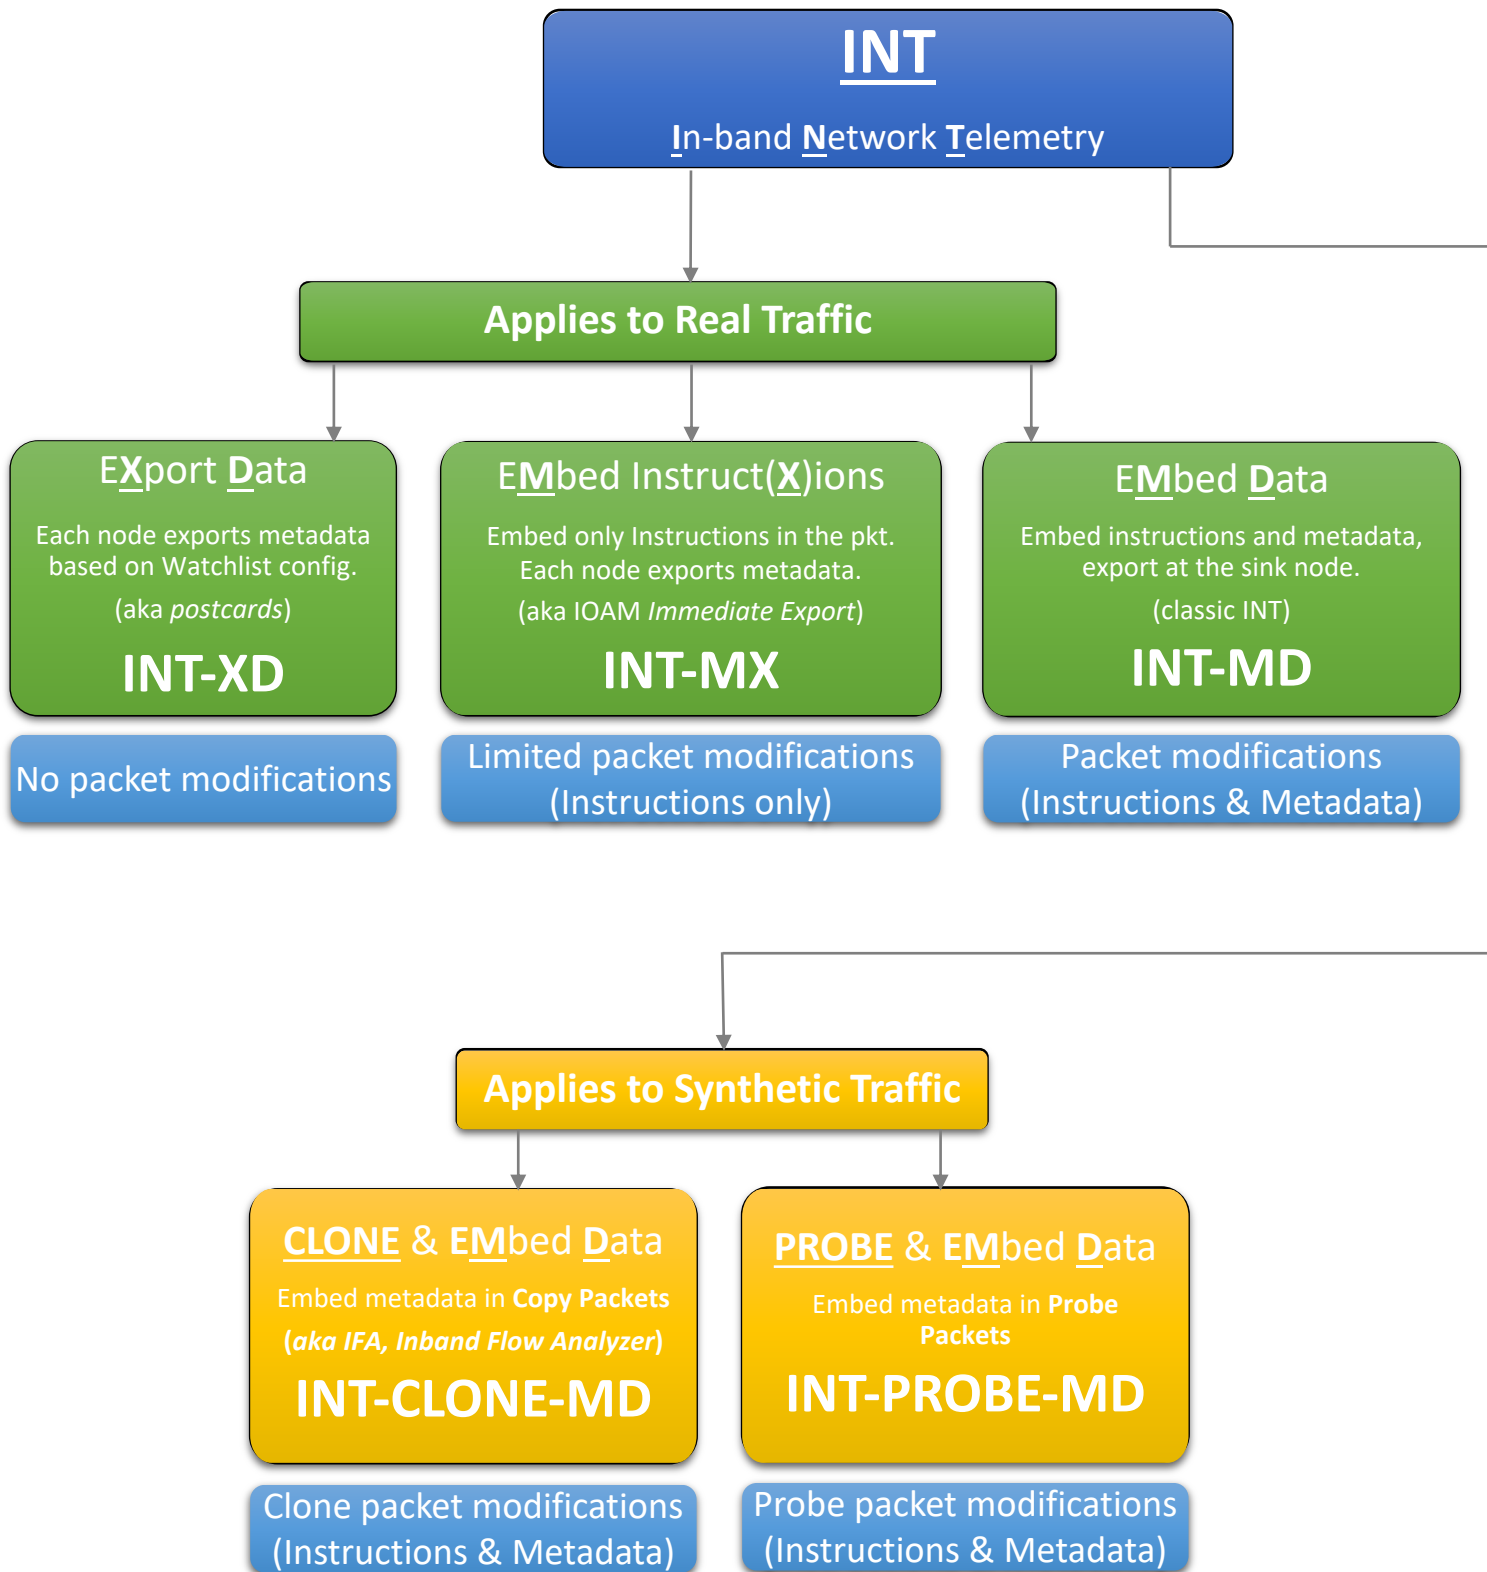 INT
In-band Network Telemetry
Applies to Real Traffic
EXport Data
Each node exports metadata
based on Watchlist config.
(aka postcards)
INT-XD
No packet modifications
EMbed Instruct(X)ions
Embed only Instructions in the pkt.
Each node exports metadata.
(aka IOAM Immediate Export)
INT-MX
Limited packet modifications
(Instructions only)
EMbed Data
Embed instructions and metadata,
export at the sink node.
(classic INT)
INT-MD
Packet modifications
(Instructions & Metadata)
Applies to Synthetic Traffic
CLONE & EMbed Data
Embed metadata in Copy Packets
(aka IFA, Inband Flow Analyzer)
INT-CLONE-MD
Clone packet modifications
(Instructions & Metadata)
PROBE & EMbed Data
Embed metadata in Probe
Packets
INT-PROBE-MD
Probe packet modifications
(Instructions & Metadata)